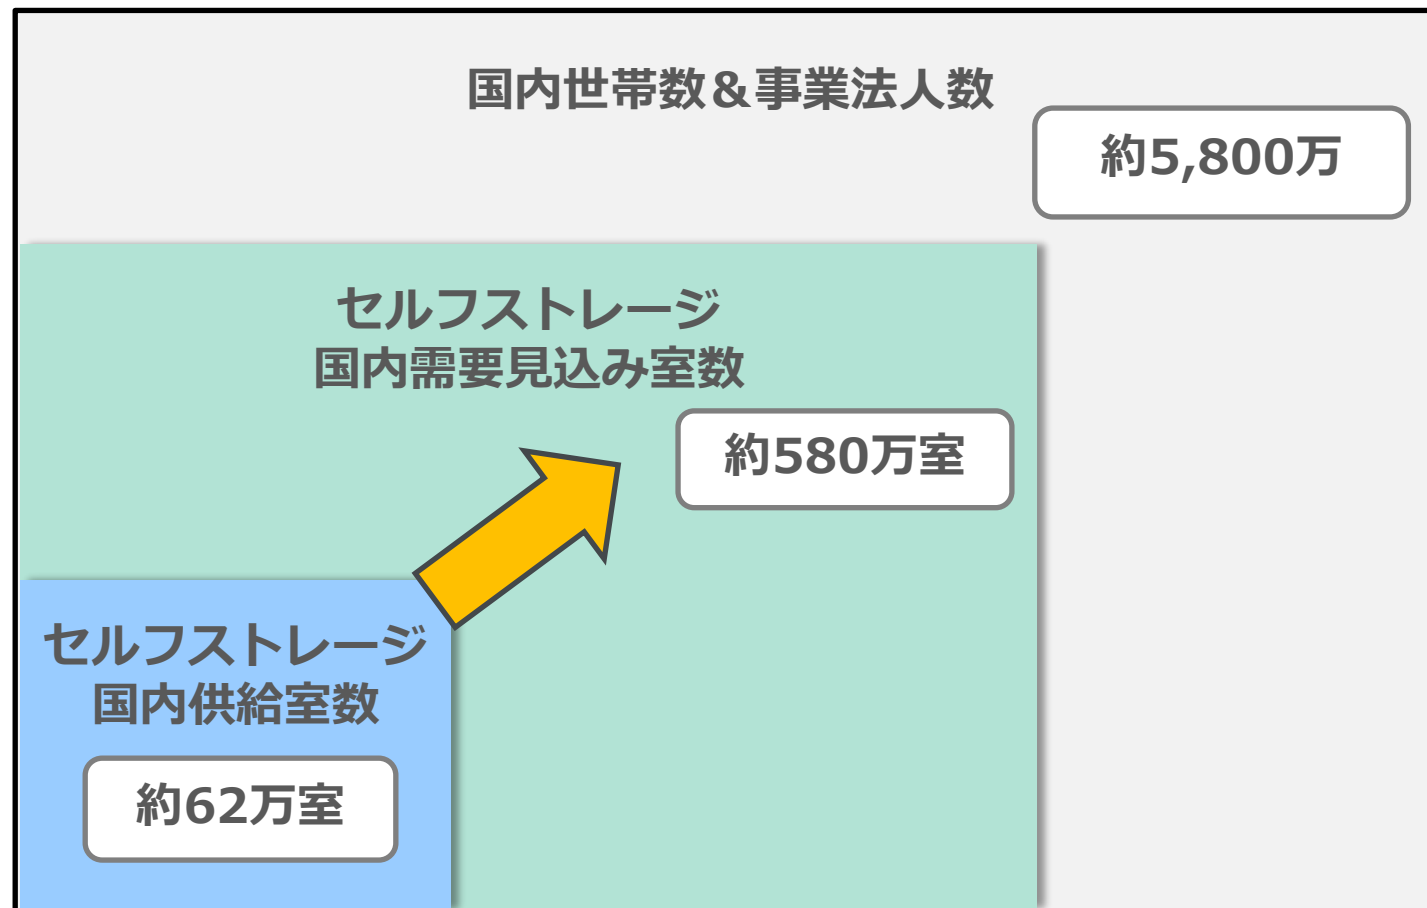 国内世帯数＆事業法人数
約5,800万
セルフストレージ
国内需要見込み室数
約580万室
セルフストレージ
国内供給室数
約62万室